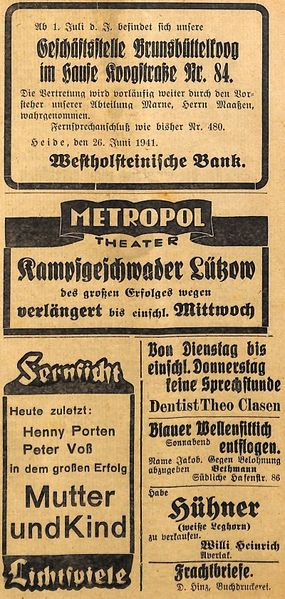 Ab 1. Juli d. J. befindet sich unsere
Geschäftsstelle Brunsbüttelkoog
im Hause Koogstraße Nr. 84.
Die Vertretung wird vorläufig weiter durch den Vor-
steher unserer Abteilung Marne, Herrn Maaßen,
wahrgenommen.
Fernsprechanschluß wie bisher Nr. 480.
Heide, den 26. Juni 1941.
Westholsteinische Bank.
METROPOL
THEATER
Kampfgeschwader Lützow
des großen Erfolges wegen
verlängert bis einschl. Mittwoch
Fernsicht
Heute zuletzt:
Henny Porten
Peter Voß
in dem großen Erfolg
Mutter
und Kind
Lichtspiele
Von Dienstag bis
einschl. Donnerstag
keine Sprechstunde
Dentist Theo Clasen
Blauer Wellensittich
Sonnabend entflogen.
Name Jakob. Gegen Belohnung
abzugeben Bethmann
Südliche Hafenstr. 86
Habe
Hühner
(weiße Leghorn)
zu verkaufen.
Willi Heinrich
Averlak.
Frachtbriefe.
D. Hinz, Buchdruckerei.